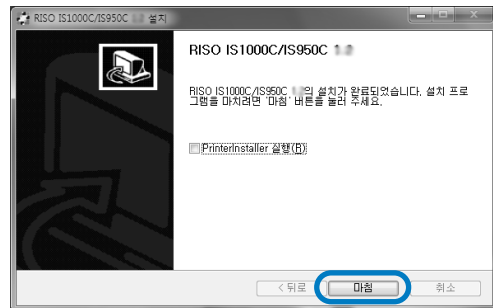 RISO IS1000C/IS950C 설치
RISO IS1000C/IS950C
RISO IS1000C/IS950C 의 설치가 완료되었습니다. 설치 프로
그램을 마치려면 '마침' 버튼을 눌러 주세요.
PrinterInstaller 실행(R)
< 뒤로 마침 취소